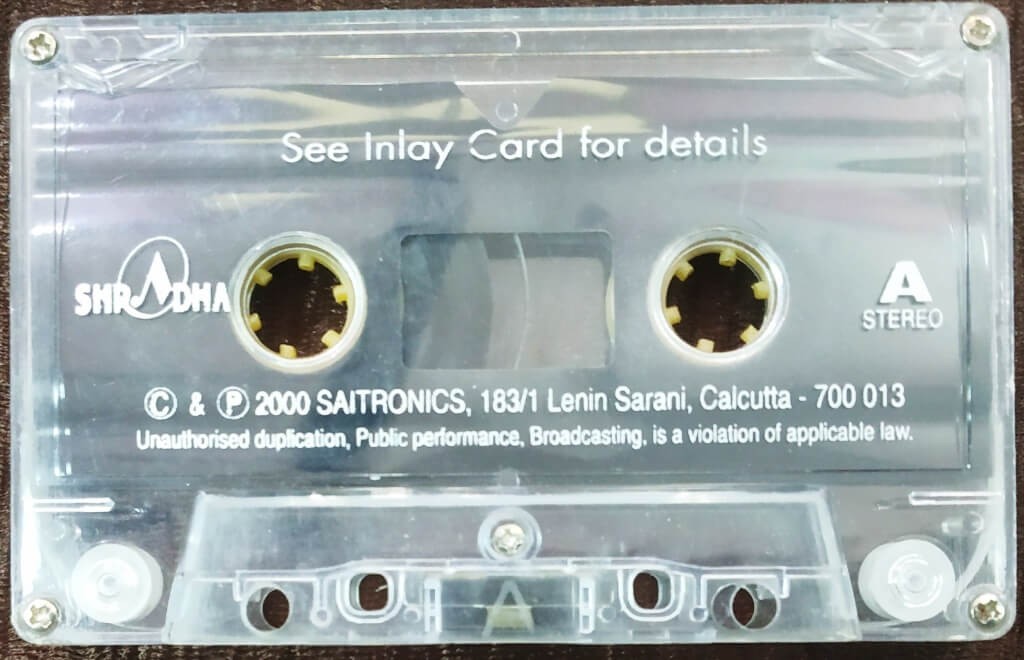 See Inlay Card for details
SHRADHA
A
STEREO
© & ℗ 2000 SAITRONICS, 183/1 Lenin Sarani, Calcutta - 700 013
Unauthorised duplication, Public performance, Broadcasting, is a violation of applicable law.
A